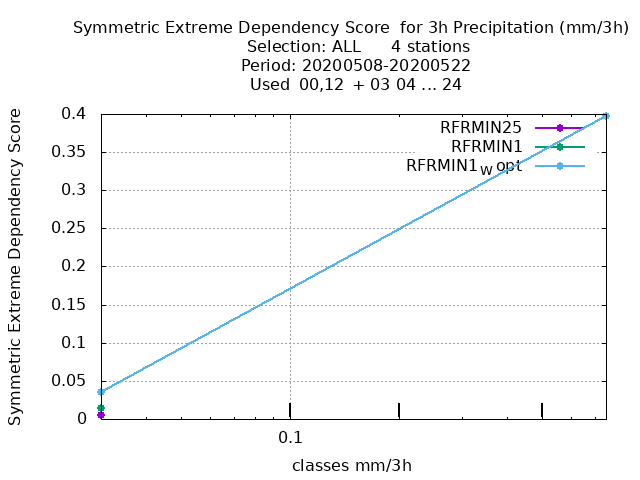 Symmetric Extreme Dependency Score for 3h Precipitation (mm/3h)
Selection: ALL 4 stations
Period: 20200508-20200522
Used 00,12 + 03 04 ... 24
Symmetric Extreme Dependency Score
0.4
0.35
0.3
0.25
0.2
0.15
0.1
0.05
0
RFRMIN25
RFRMIN1
RFRMIN1w opt
0.1
classes mm/3h